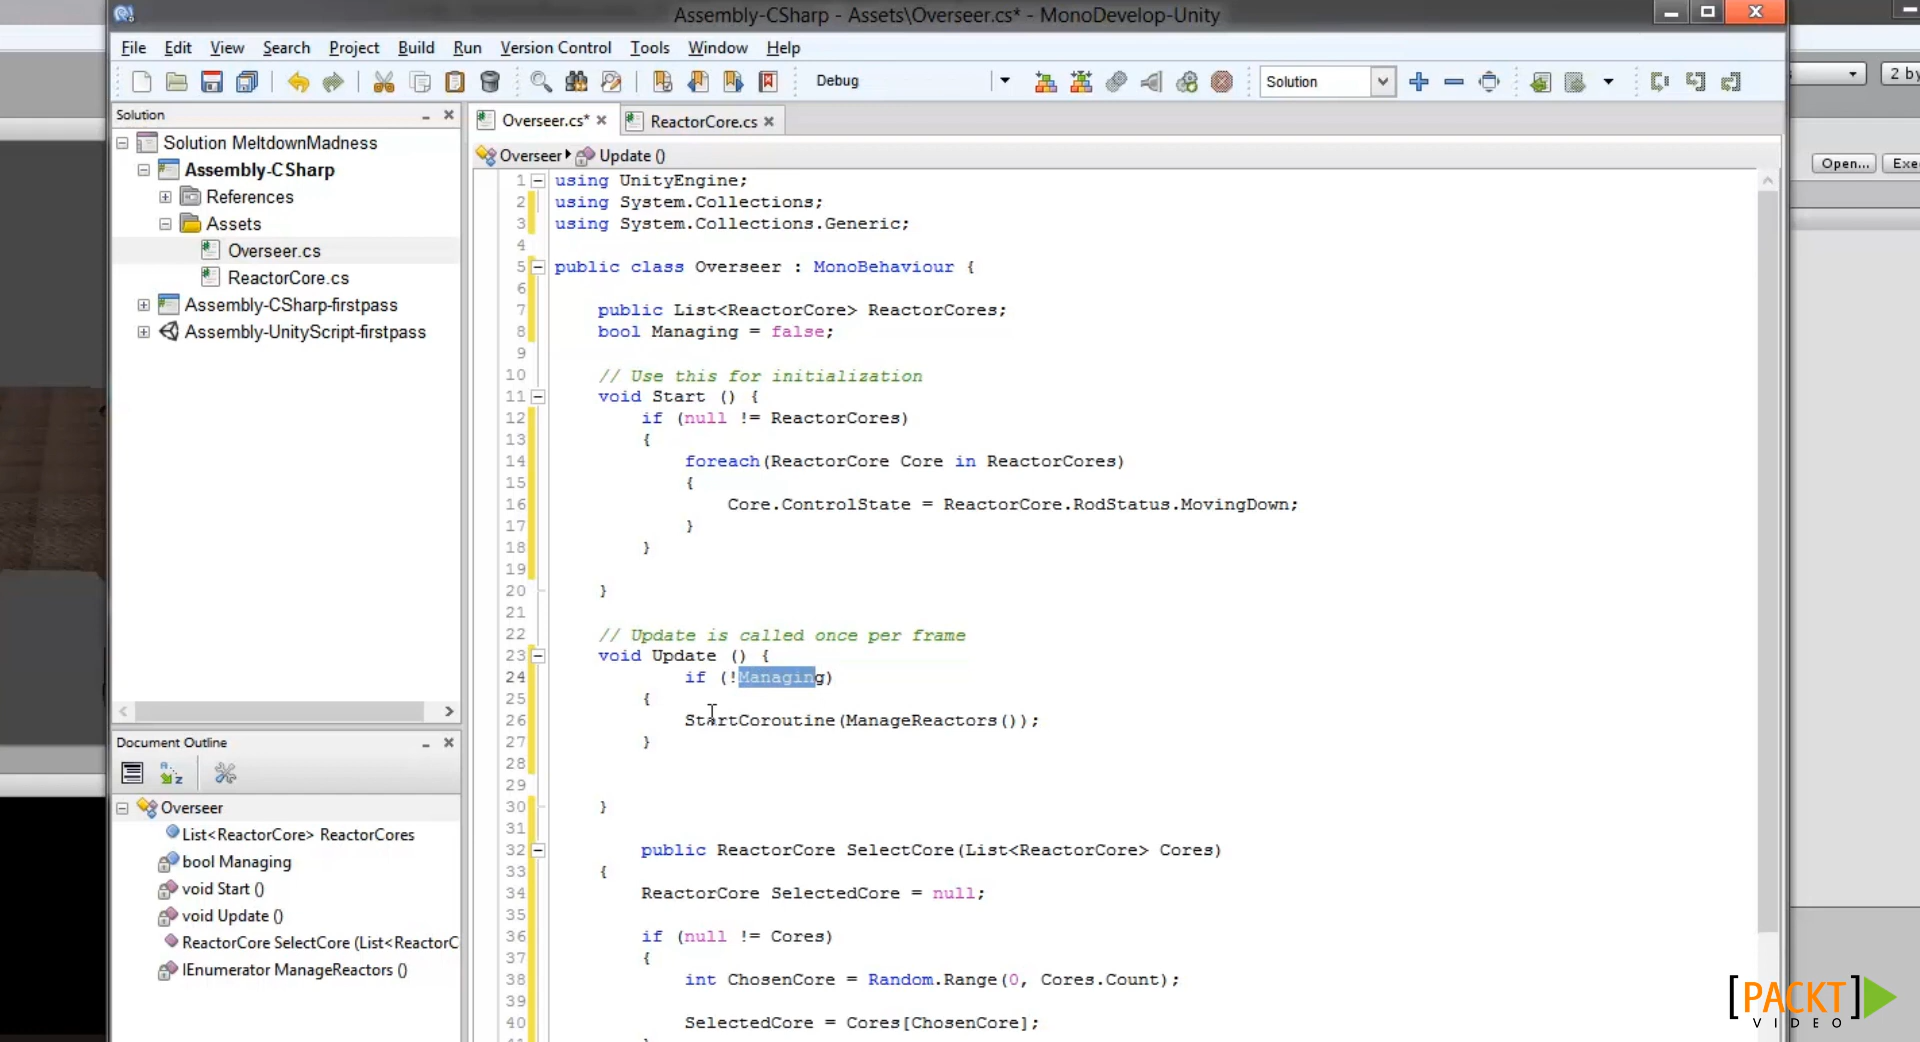 Assembly-CSharp - Assets\Overseer.cs* - MonoDevelop-Unity
File Edit View Search Project Build Run Version Control Tools Window Help
Debug
Solution
2 by
Solution
Overseer.cs*
ReactorCore.cs
Solution MeltdownMadness
Assembly-CSharp
References
Assets
Overseer.cs
ReactorCore.cs
Assembly-CSharp-firstpass
Assembly-UnityScript-firstpass
Overseer
Update ()
Open...
Exe
1 using UnityEngine;
2 using System.Collections;
3 using System.Collections.Generic;
4
5 public class Overseer : MonoBehaviour {
6
7 public List<ReactorCore> ReactorCores;
8 bool Managing = false;
9
10 // Use this for initialization
11 void Start () {
12 if (null != ReactorCores)
13 {
14 foreach(ReactorCore Core in ReactorCores)
15 {
16 Core.ControlState = ReactorCore.RodStatus.MovingDown;
17 }
18 }
19
20 }
21
22 // Update is called once per frame
23 void Update () {
24 if (!Managing)
25 {
26 StartCoroutine(ManageReactors());
27 }
28
29
30 }
31
32 public ReactorCore SelectCore(List<ReactorCore> Cores)
33 {
34 ReactorCore SelectedCore = null;
35
36 if (null != Cores)
37 {
38 int ChosenCore = Random.Range(0, Cores.Count);
39
40 SelectedCore = Cores[ChosenCore];
Document Outline
Overseer
List<ReactorCore> ReactorCores
bool Managing
void Start ()
void Update ()
ReactorCore SelectCore (List<ReactorC
IEnumerator ManageReactors ()
[PACKT]
VIDEO